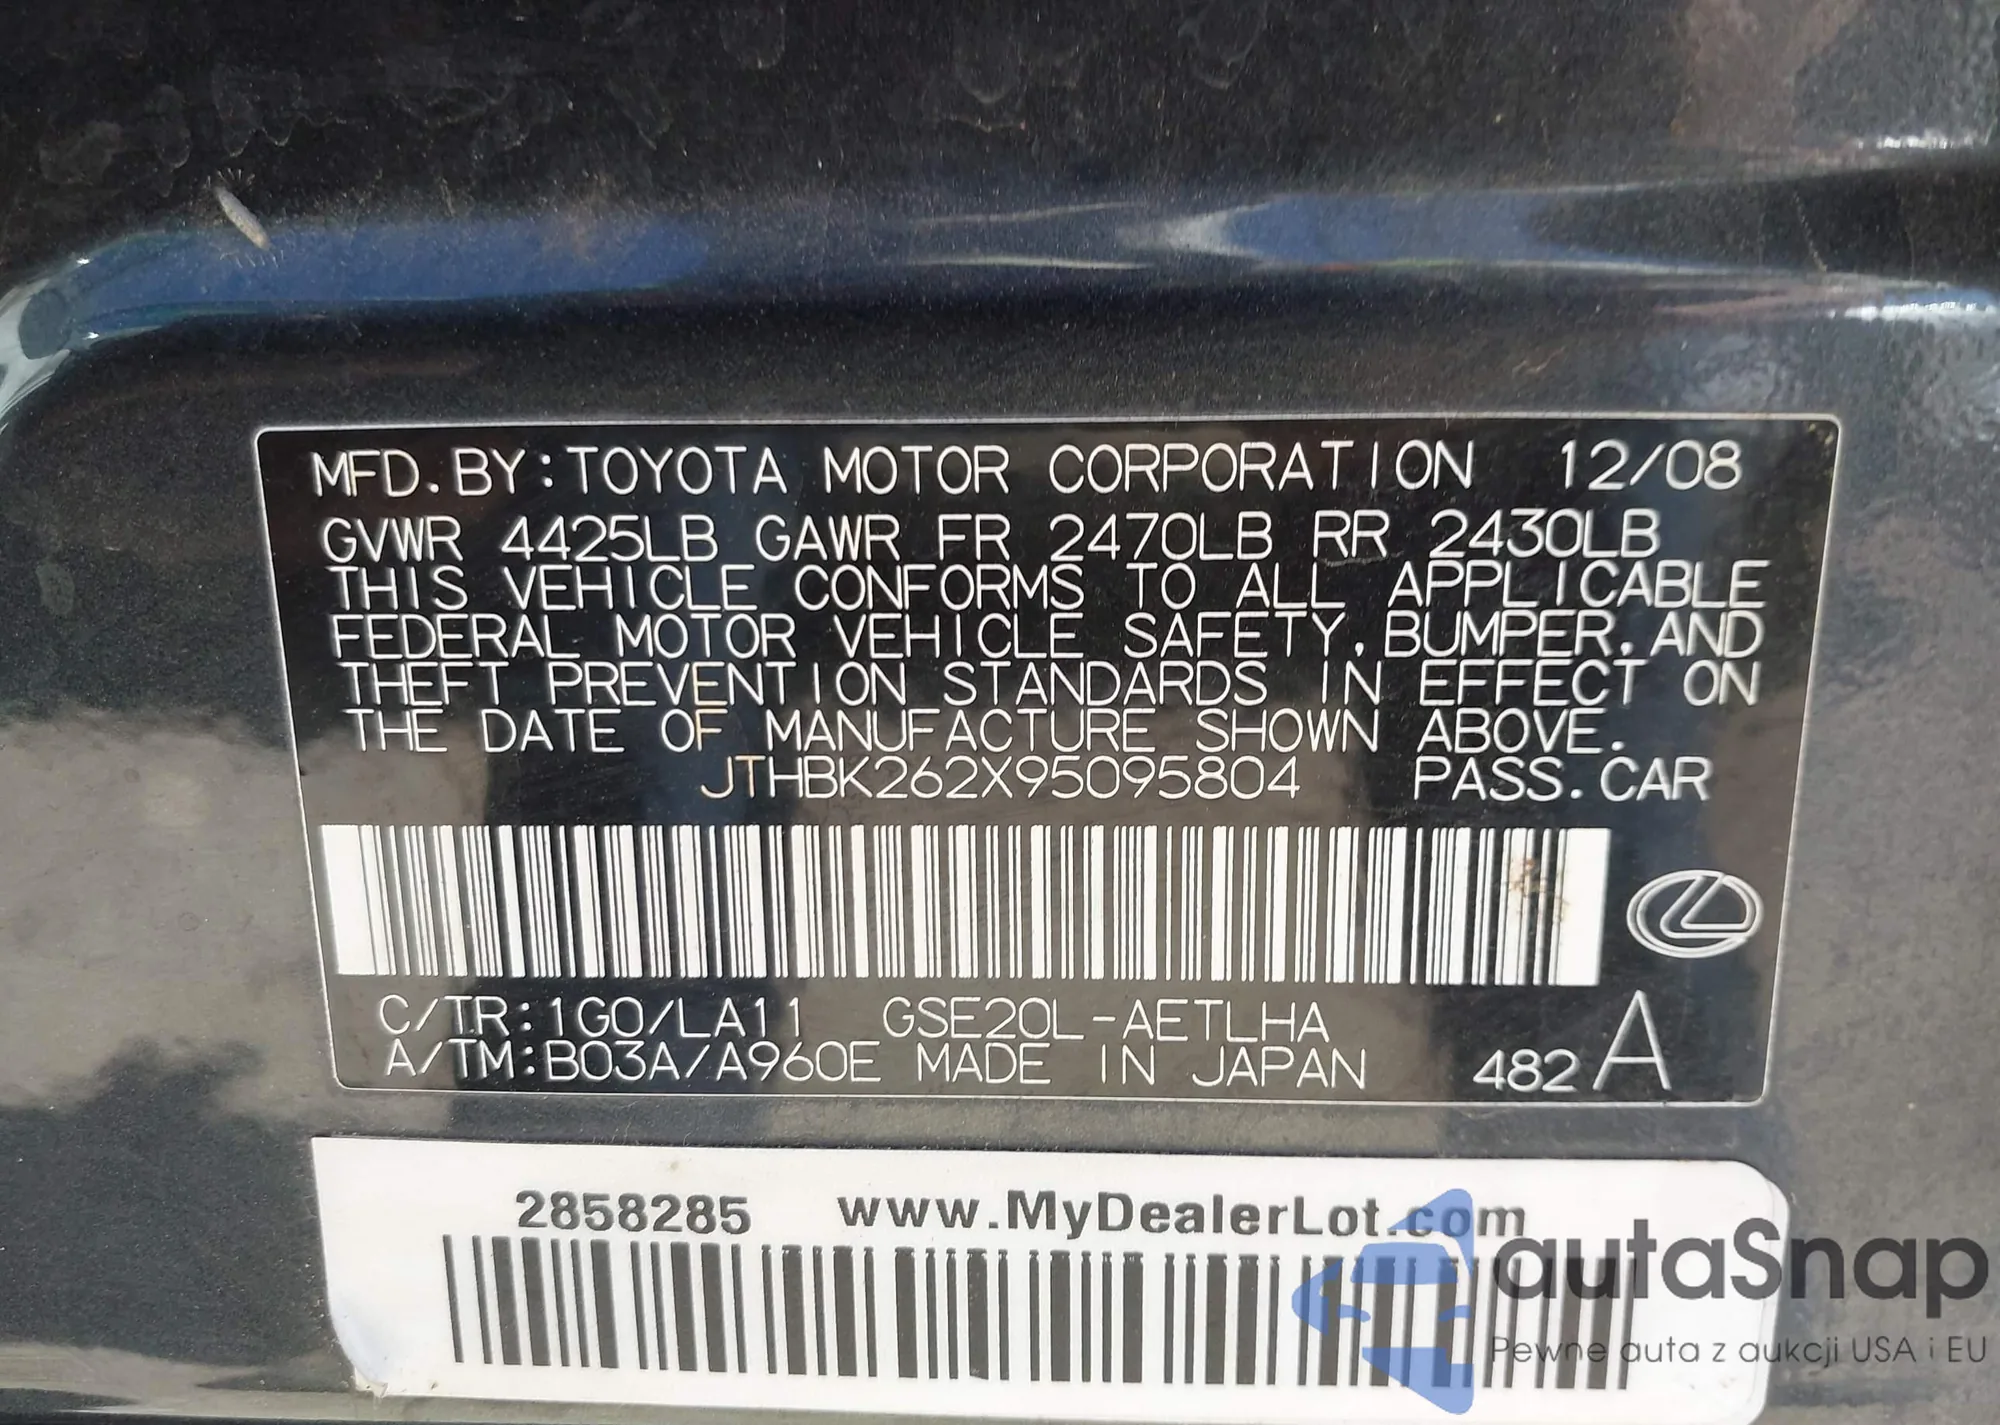 MFD. BY: TOYOTA MOTOR CORPORATION 12/08
GVWR 4425LB GAWR FR 2470LB RR 2430LB
THIS VEHICLE CONFORMS TO ALL APPLICABLE
FEDERAL MOTOR VEHICLE SAFETY, BUMPER, AND
THEFT PREVENTION STANDARDS IN EFFECT ON
THE DATE OF MANUFACTURE SHOWN ABOVE.
JTHBK262X95095804 PASS. CAR
C/TR: 1G0/LA11 GSE20L-AETLHA
A/TM: B03A/A960E MADE IN JAPAN 482 A
2858285 www.MyDealerLot.com
autaSnap
Pewne auta z aukcji USA i EU